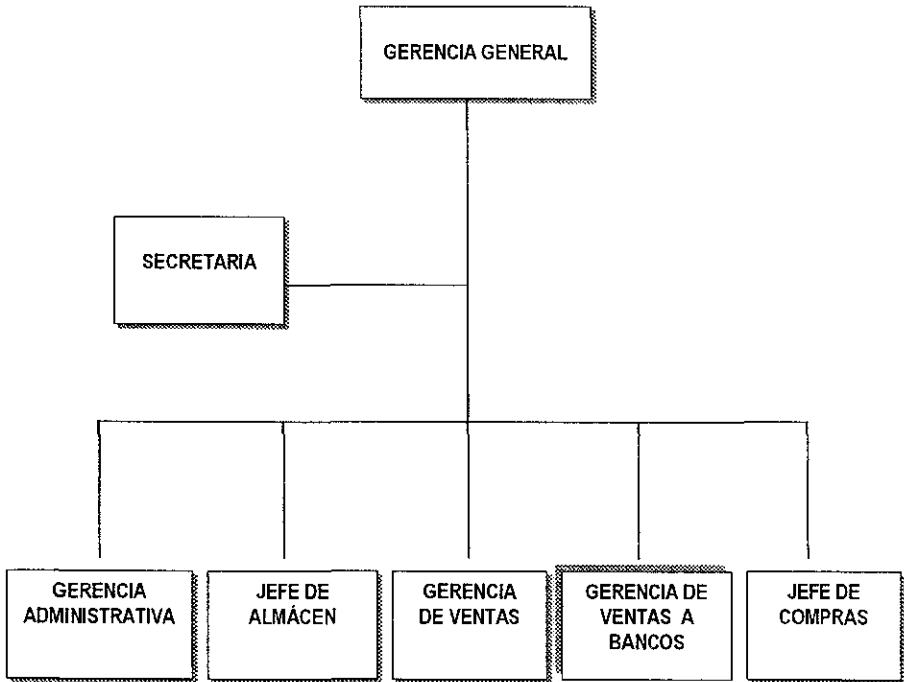 GERENCIA GENERAL
SECRETARIA
GERENCIA
ADMINISTRATIVA
JEFE DE
ALMÁCEN
GERENCIA
DE VENTAS
GERENCIA DE
VENTAS A
BANCOS
JEFE DE
COMPRAS